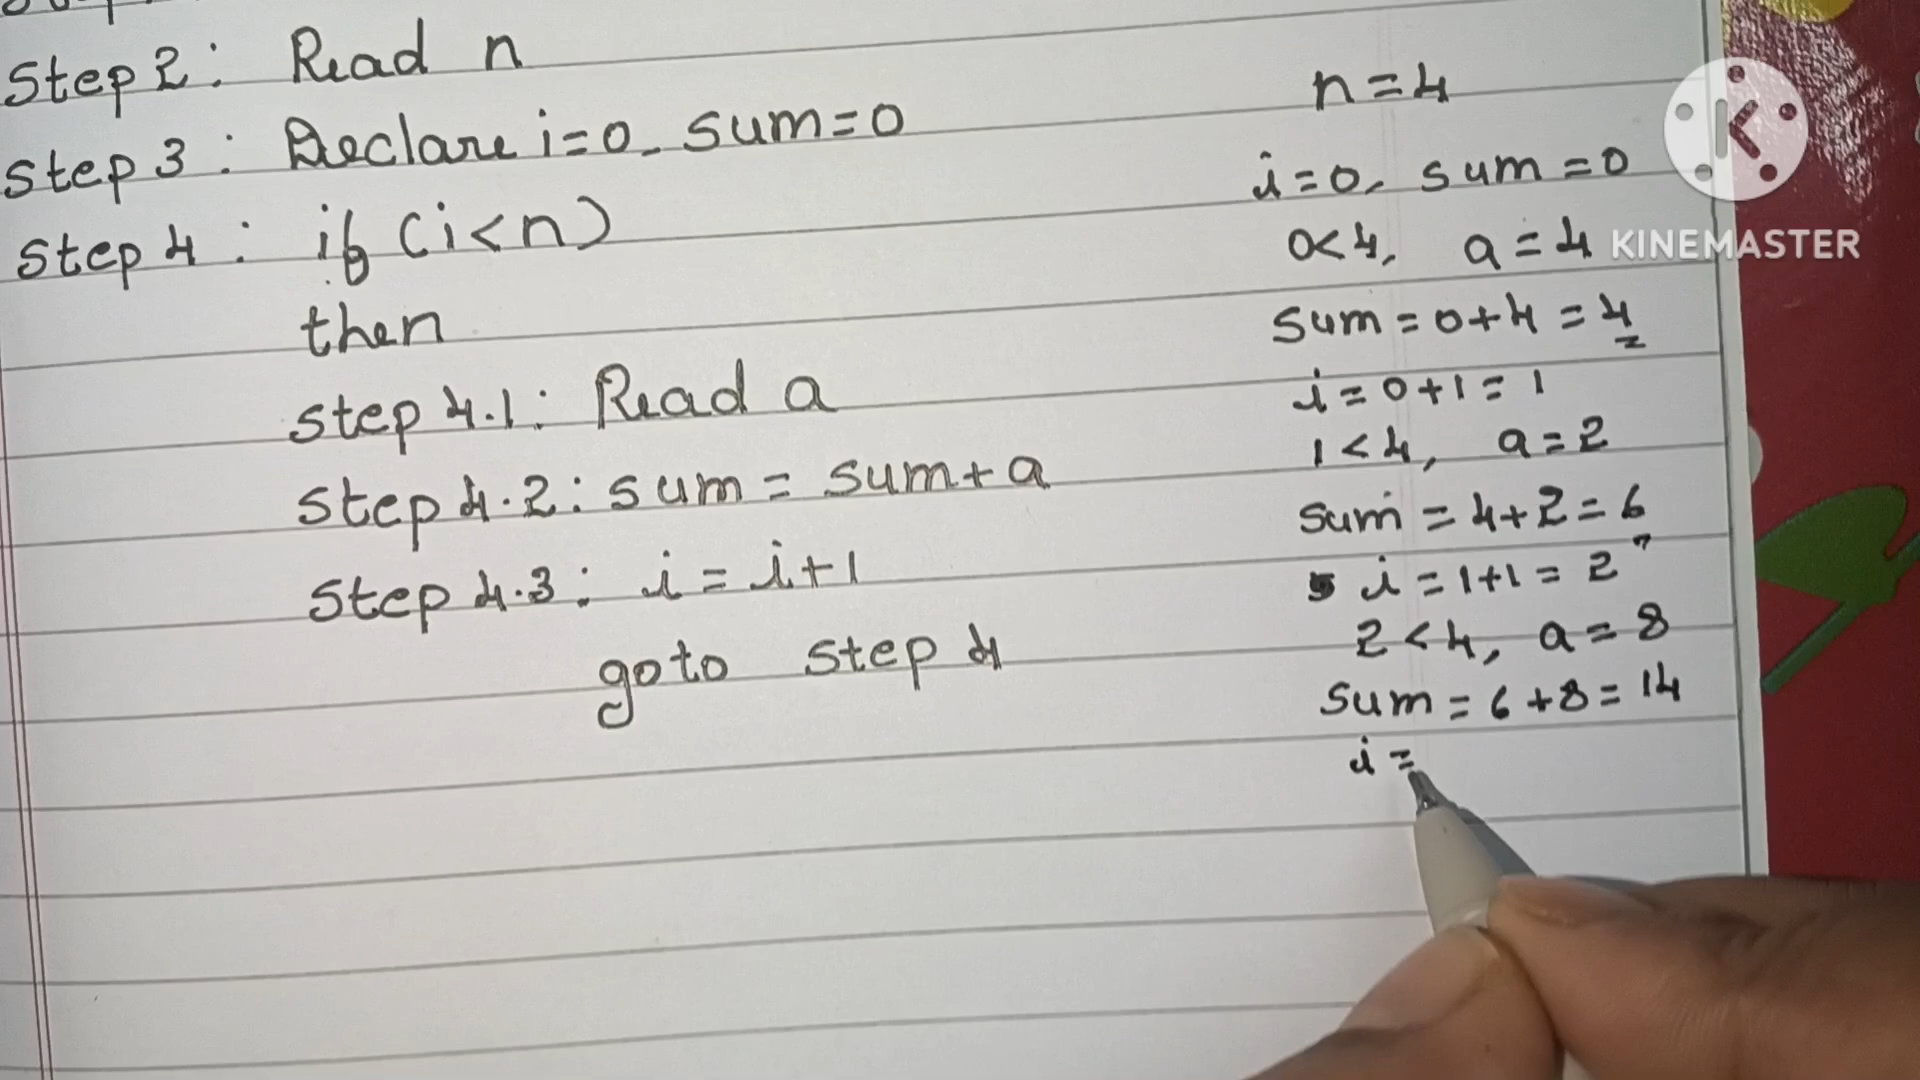 Step 2: Read n
Step 3: Declare i=0, sum=0
Step 4: if (i<n)
then
Step 4.1: Read a
Step 4.2: sum = sum+a
Step 4.3: i = i+1
goto step 4
n=4
i=0, sum=0
0<4, a=4
Sum=0+4=4
i=0+1=1
1<4, a=2
Sum=4+2=6
i=1+1=2
2<4, a=8
Sum=6+8=14
i=
K
KINEMASTER